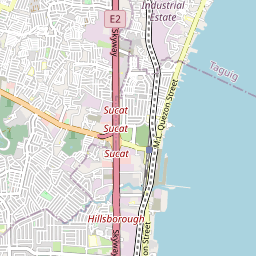 Industrial
Estate
E2
Skyway
Taguig
M.L. Quezon Street
Sucat
Sucat
Sucat
Hillsborough
Skyway
on Street